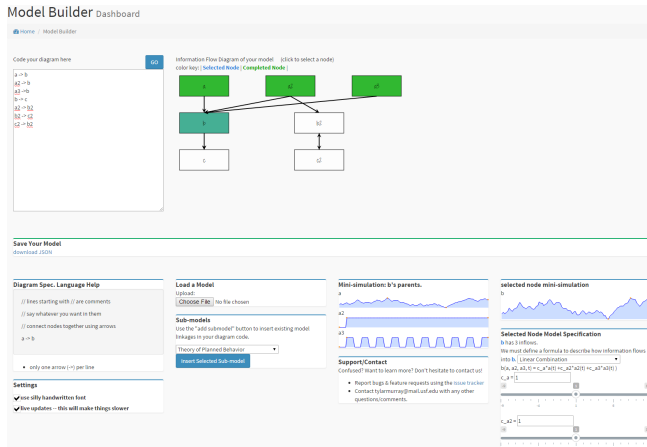 Model Builder Dashboard
Home / Model Builder
Code your diagram here
GO
a -> b
a2 -> b
a3 ->b
b -> c
a2 -> b2
b2 -> c2
c2 -> b2
Information Flow Diagram of your model (click to select a node)
color key: | Selected Node | Completed Node |
a
a2
a3
b
b2
c
c2
Save Your Model
download JSON
Diagram Spec. Language Help
// lines starting with // are comments
// say whatever you want in them
// connect nodes together using arrows
a -> b
only one arrow (->) per line
Settings
use silly handwritten font
live updates -- this will make things slower
Load a Model
Upload:
Choose File No file chosen
Sub-models
Use the "add submodel" button to insert existing model
linkages in your diagram code.
Theory of Planned Behavior
Insert Selected Sub-model
Mini-simulation: b's parents.
a
a2
a3
Support/Contact
Confused? Want to learn more? Don't hesitate to contact us!
Report bugs & feature requests using the issue tracker
Contact tylarmurray@mail.usf.edu with any other
questions/comments.
selected node mini-simulation
b
Selected Node Model Specification
b has 3 inflows.
We must define a formula to describe how information flows
into b. Linear Combination
b(a, a2, a3, t) = c_a*a(t) +c_a2*a2(t) +c_a3*a3(t) )
c_a = 1
c_a2 = 1